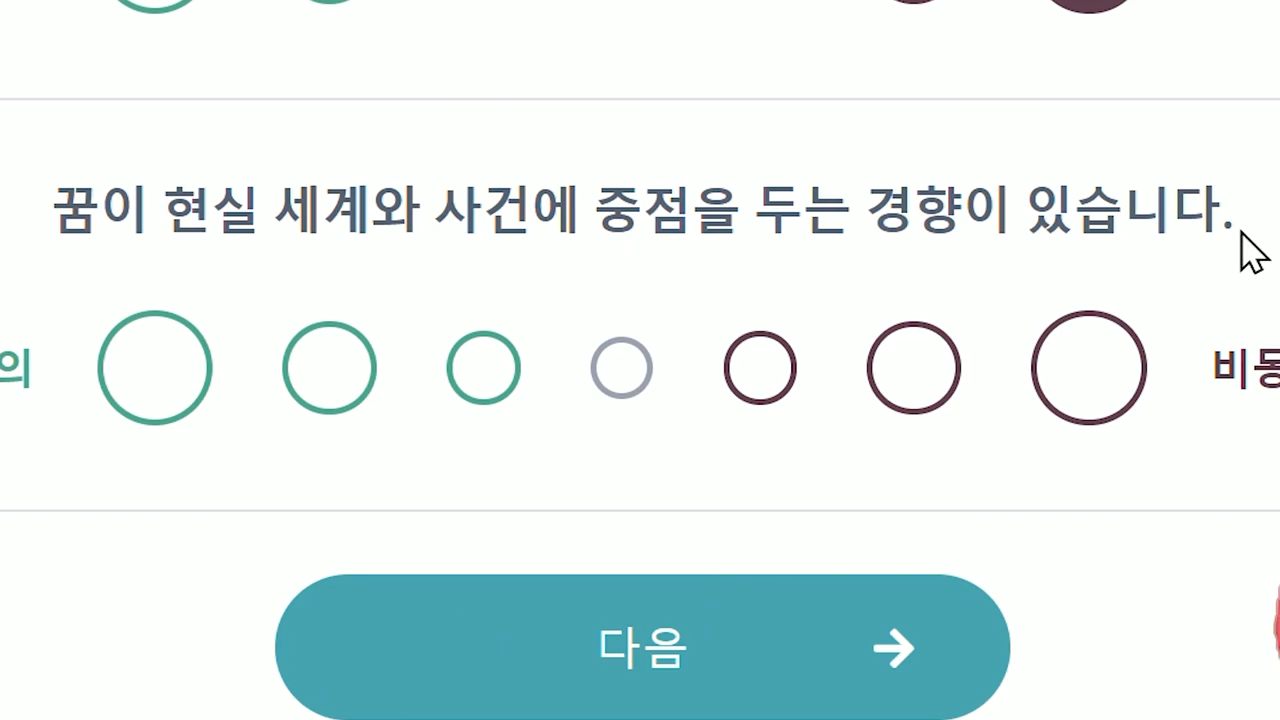 꿈이 현실 세계와 사건에 중점을 두는 경향이 있습니다.
의
다음